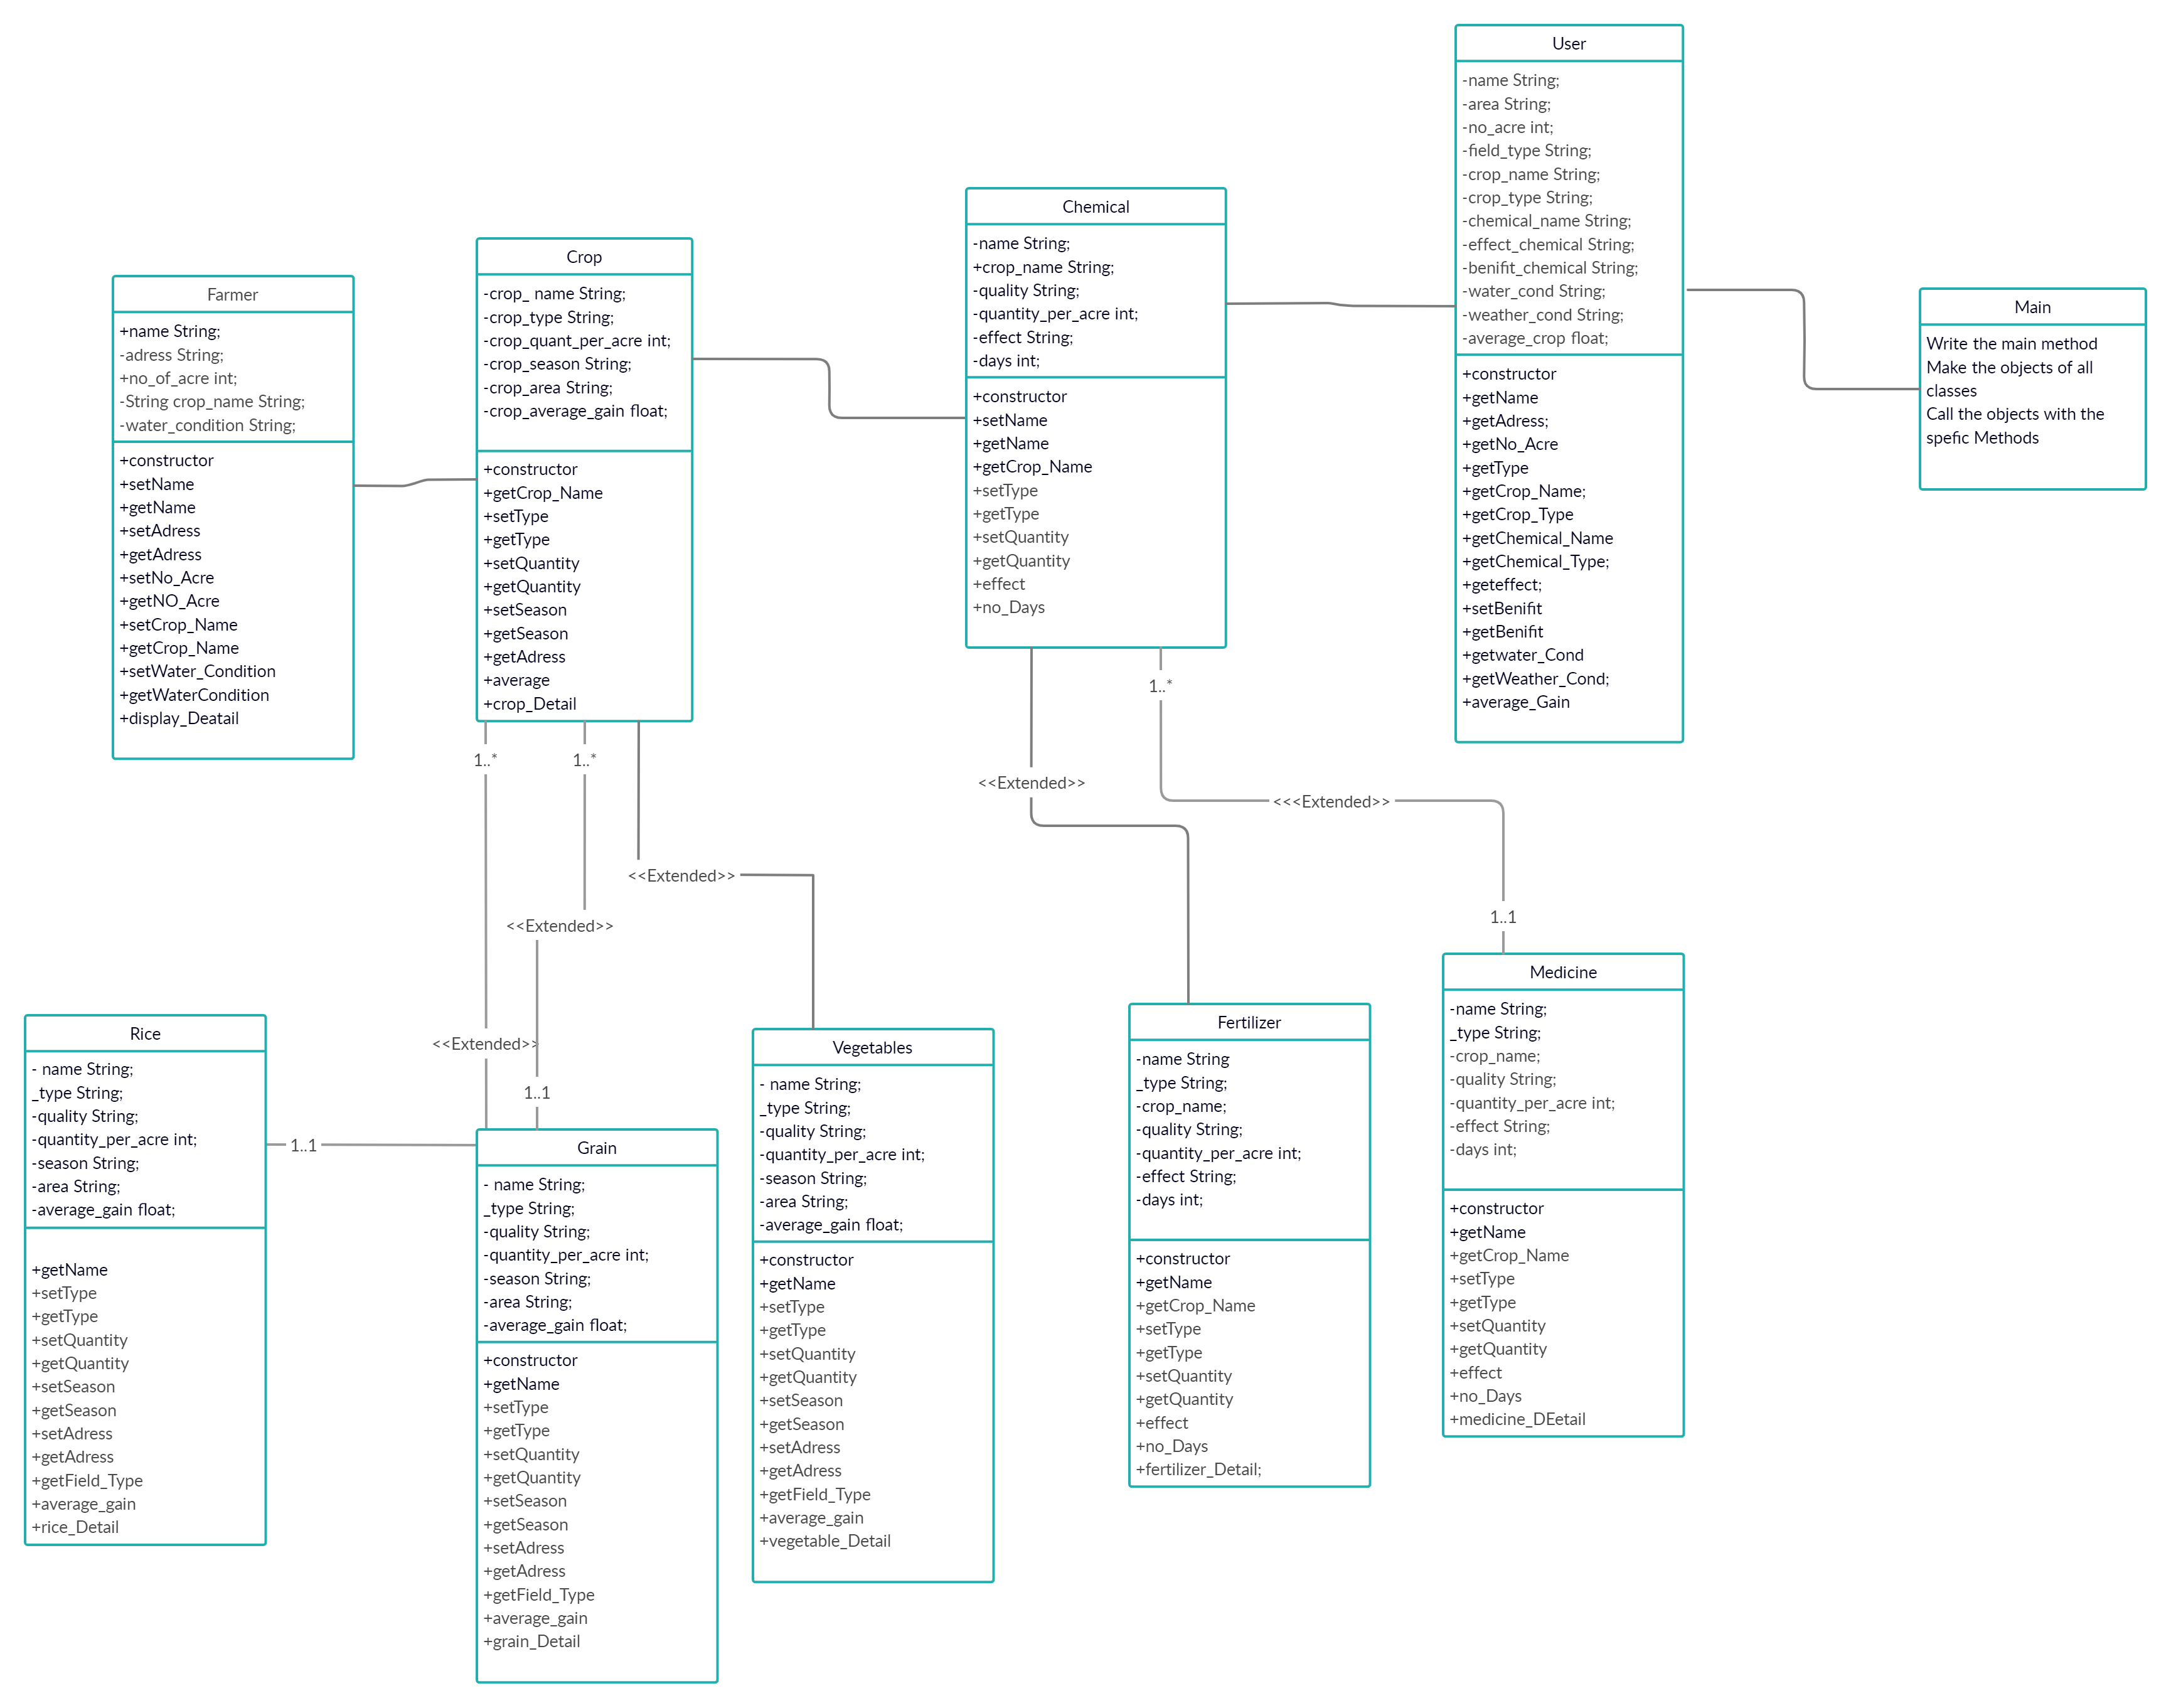 User
-name String;
-area String;
-no_acre int;
-field_type String;
-crop_name String;
-crop_type String;
-chemical_name String;
-effect_chemical String;
-benifit_chemical String;
-water_cond String;
-weather_cond String;
-average_crop float;
+constructor
+getName
+getAdress;
+getNo_Acre
+getType
+getCrop_Name;
+getCrop_Type
+getChemical_Name
+getChemical_Type;
+geteffect;
+setBenifit
+getBenifit
+getwater_Cond
+getWeather_Cond;
+average_Gain
Chemical
-name String;
+crop_name String;
-quality String;
-quantity_per_acre int;
-effect String;
-days int;
+constructor
+setName
+getName
+getCrop_Name
+setType
+getType
+setQuantity
+getQuantity
+effect
+no_Days
Crop
-crop_ name String;
-crop_type String;
-crop_quant_per_acre int;
-crop_season String;
-crop_area String;
-crop_average_gain float;
+constructor
+getCrop_Name
+setType
+getType
+setQuantity
+getQuantity
+setSeason
+getSeason
+getAdress
+average
+crop_Detail
Farmer
+name String;
-adress String;
+no_of_acre int;
-String crop_name String;
-water_condition String;
+constructor
+setName
+getName
+setAdress
+getAdress
+setNo_Acre
+getNO_Acre
+setCrop_Name
+getCrop_Name
+setWater_Condition
+getWaterCondition
+display_Deatail
Main
Write the main method
Make the objects of all
classes
Call the objects with the
spefic Methods
1..*
1..*
1..*
<<Extended>>
<<<Extended>>
<<Extended>>
<<Extended>>
<<Extended>>
1..1
1..1
1..1
Rice
- name String;
_type String;
-quality String;
-quantity_per_acre int;
-season String;
-area String;
-average_gain float;
+getName
+setType
+getType
+setQuantity
+getQuantity
+setSeason
+getSeason
+setAdress
+getAdress
+getField_Type
+average_gain
+rice_Detail
Grain
- name String;
_type String;
-quality String;
-quantity_per_acre int;
-season String;
-area String;
-average_gain float;
+constructor
+getName
+setType
+getType
+setQuantity
+getQuantity
+setSeason
+getSeason
+setAdress
+getAdress
+getField_Type
+average_gain
+grain_Detail
Vegetables
- name String;
_type String;
-quality String;
-quantity_per_acre int;
-season String;
-area String;
-average_gain float;
+constructor
+getName
+setType
+getType
+setQuantity
+getQuantity
+setSeason
+getSeason
+setAdress
+getAdress
+getField_Type
+average_gain
+vegetable_Detail
Fertilizer
-name String
_type String;
-crop_name;
-quality String;
-quantity_per_acre int;
-effect String;
-days int;
+constructor
+getName
+getCrop_Name
+setType
+getType
+setQuantity
+getQuantity
+effect
+no_Days
+fertilizer_Detail;
Medicine
-name String;
_type String;
-crop_name;
-quality String;
-quantity_per_acre int;
-effect String;
-days int;
+constructor
+getName
+getCrop_Name
+setType
+getType
+setQuantity
+getQuantity
+effect
+no_Days
+medicine_DEetail